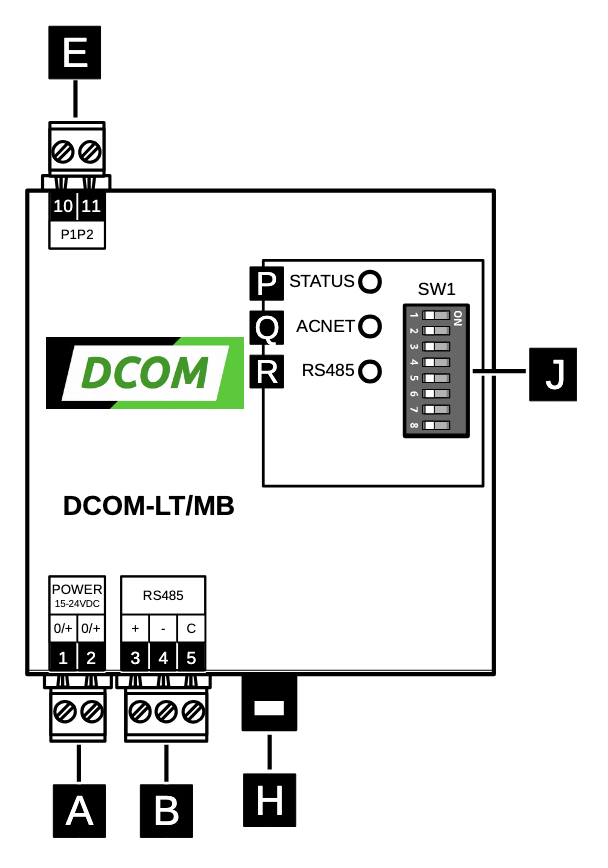 E
10 11
P1P2
P STATUS
Q ACNET
R RS485
SW1
ON
1
2
3
4
5
6
7
8
J
DCOM
DCOM-LT/MB
POWER
15-24VDC
0/+ 0/+
1 2
RS485
+ - C
3 4 5
A
B
H